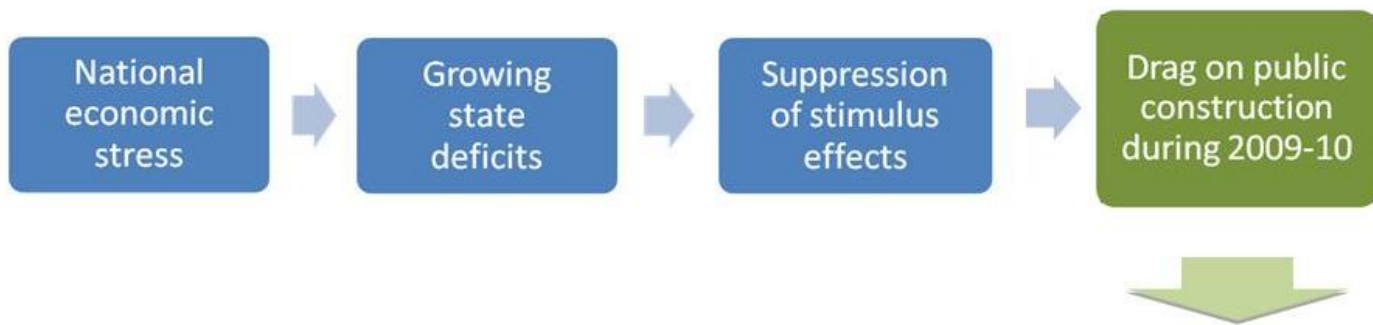 National
economic
stress
Growing
state
deficits
Suppression
of stimulus
effects
Drag on public
construction
during 2009-10